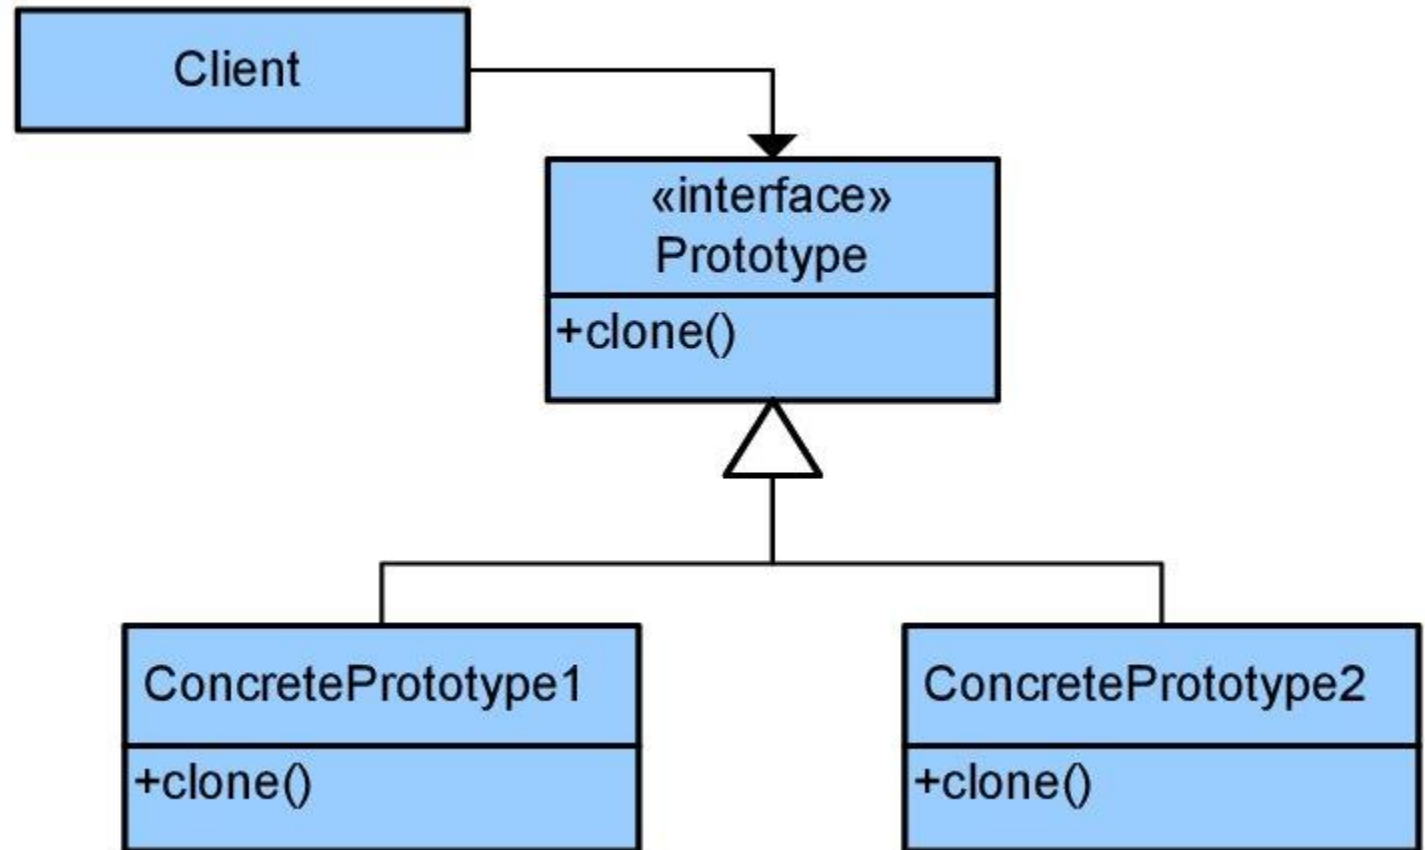 Client
«interface»
Prototype
+clone()
ConcretePrototype1
+clone()
ConcretePrototype2
+clone()